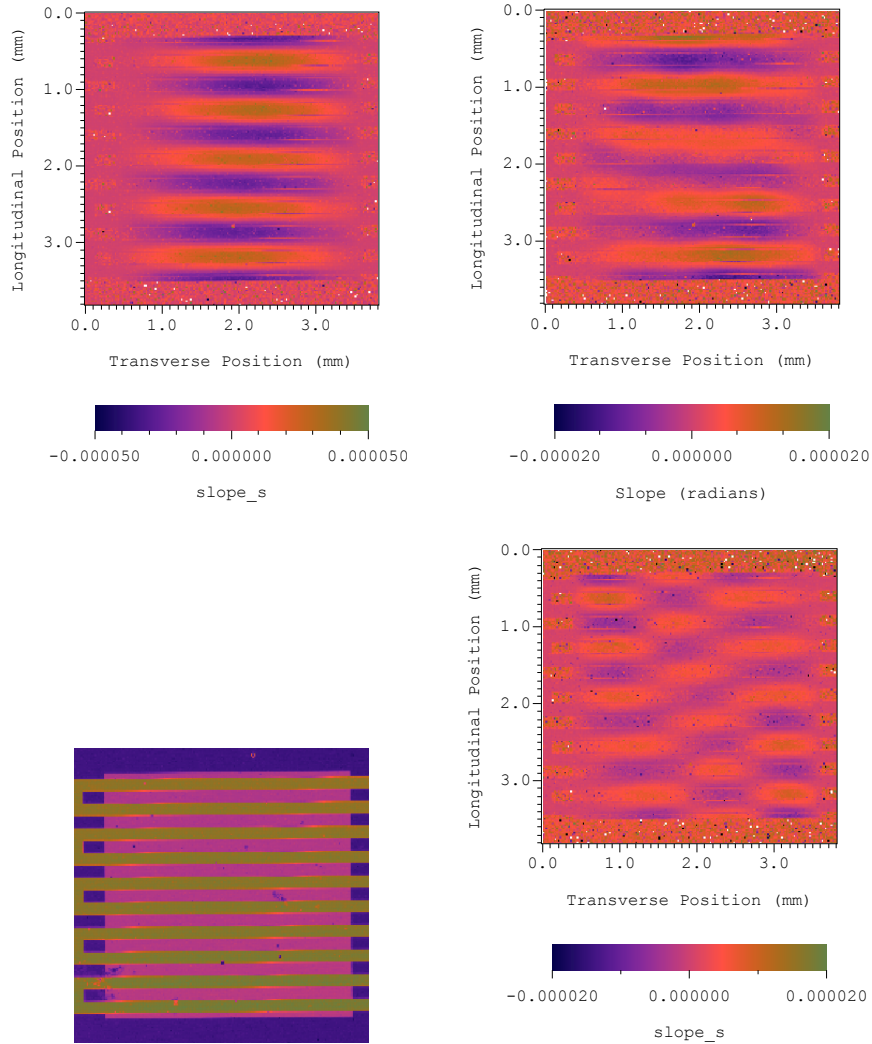 0.0
1.0
2.0
3.0
Longitudinal Position (mm)
0.0 1.0 2.0 3.0
Transverse Position (mm)
-0.000050 0.000000 0.000050
slope_s
0.0
1.0
2.0
3.0
Longitudinal Position (mm)
0.0 1.0 2.0 3.0
Transverse Position (mm)
-0.000020 0.000000 0.000020
Slope (radians)
0.0
1.0
2.0
3.0
Longitudinal Position (mm)
0.0 1.0 2.0 3.0
Transverse Position (mm)
-0.000020 0.000000 0.000020
slope_s